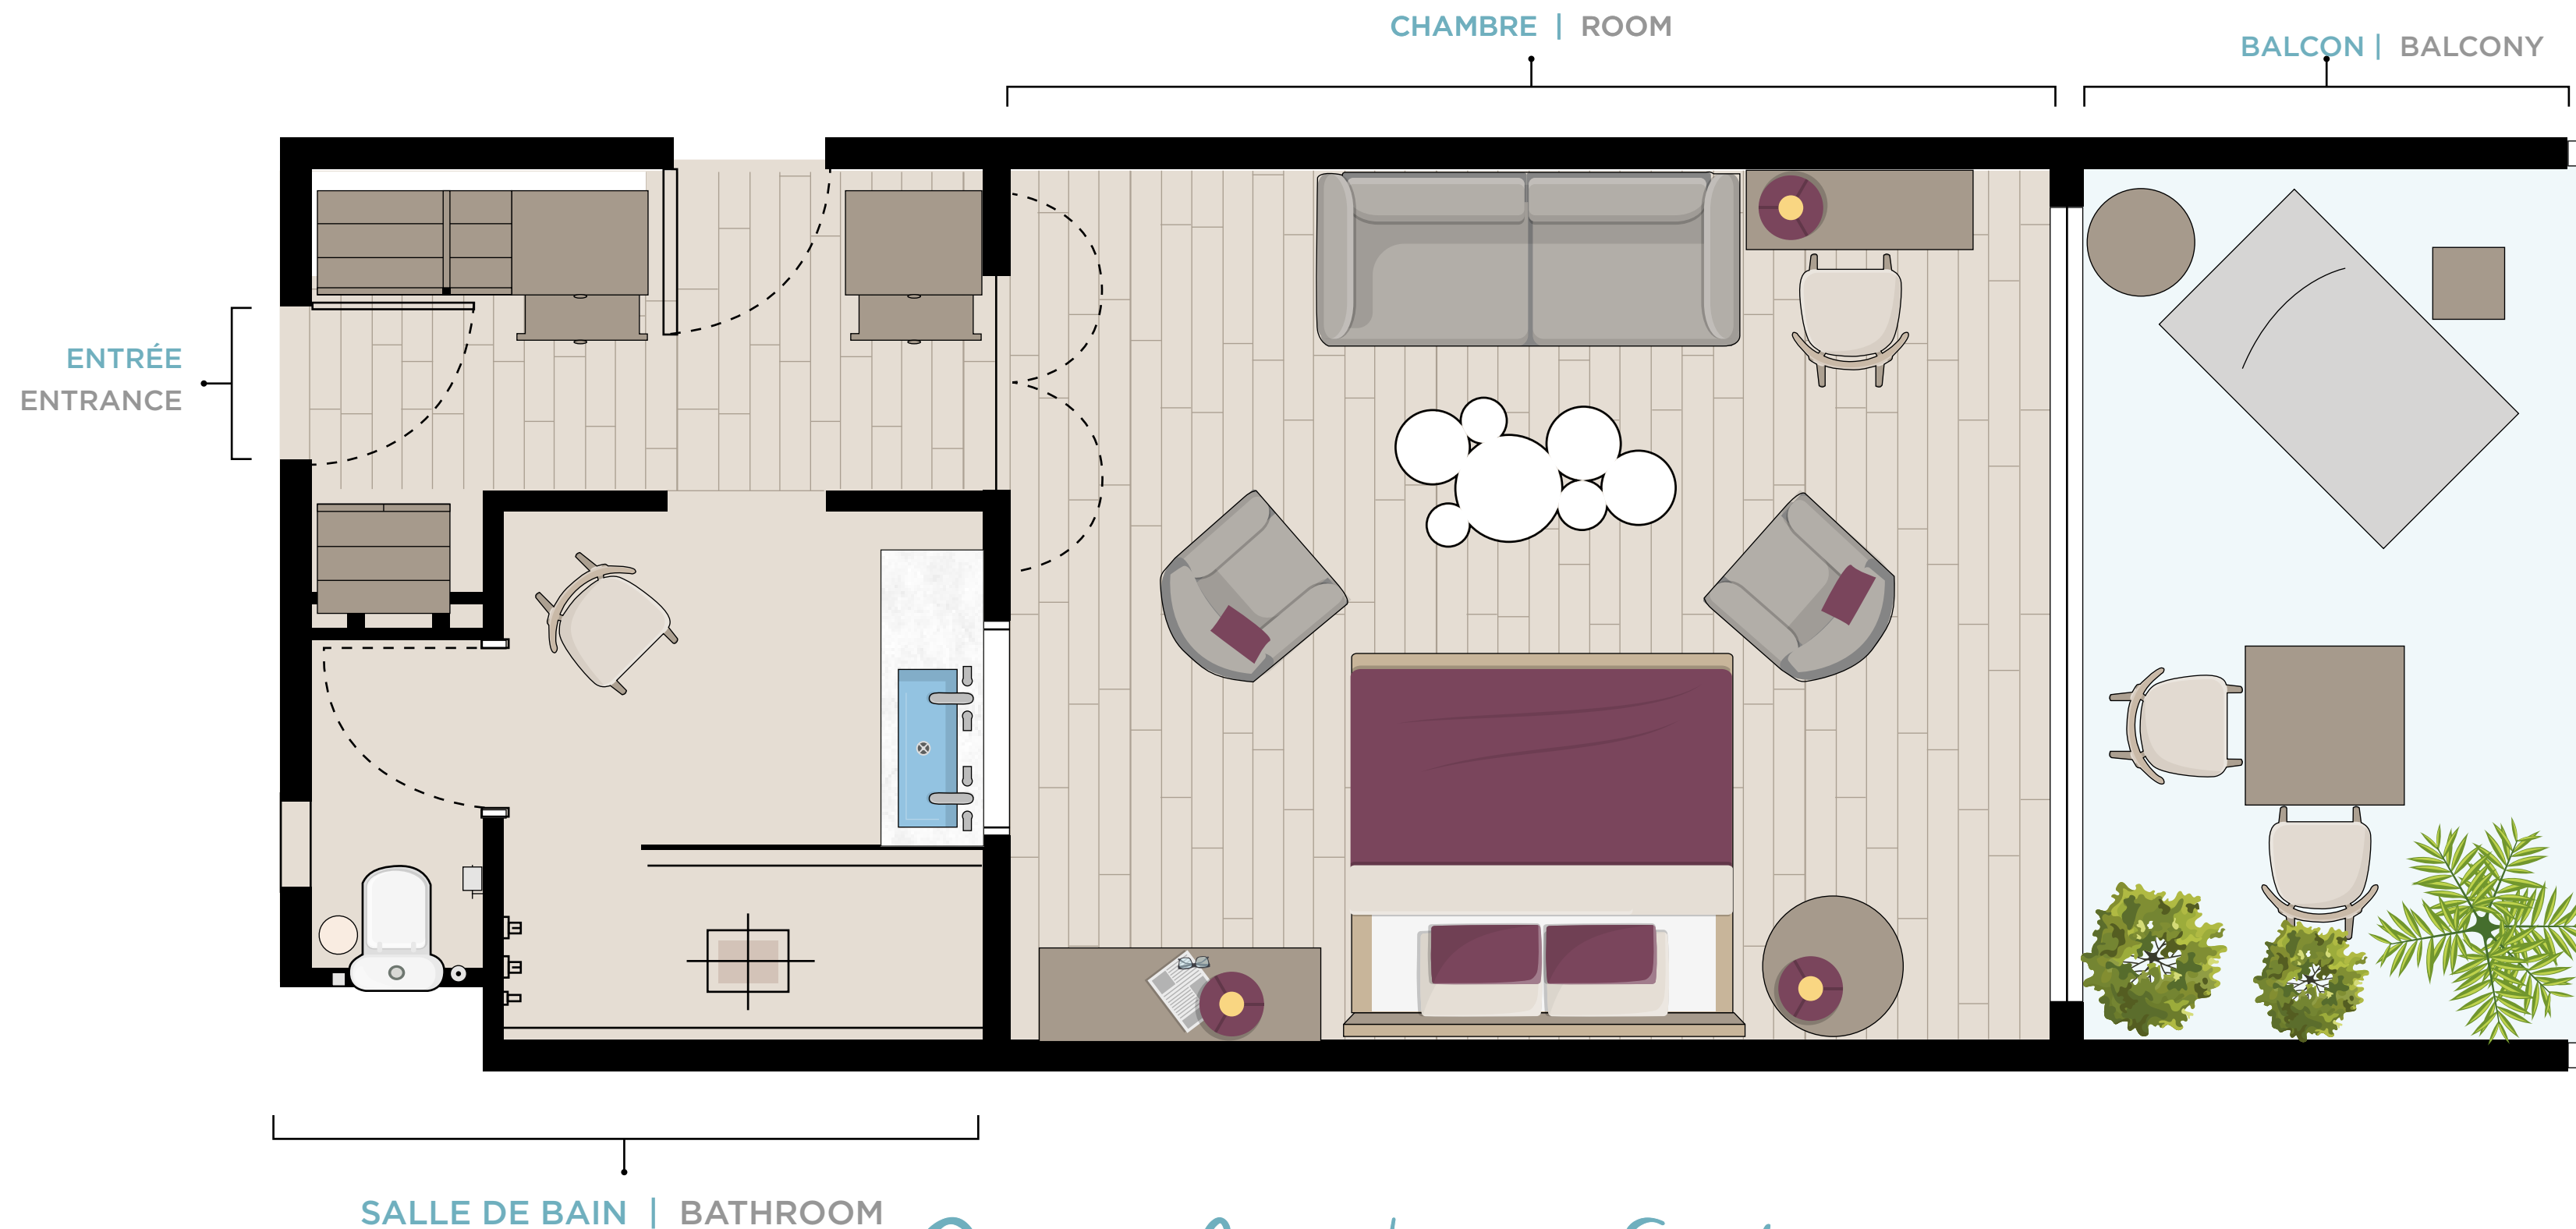 CHAMBRE | ROOM
BALCON | BALCONY
ENTRÉE
ENTRANCE
SALLE DE BAIN | BATHROOM